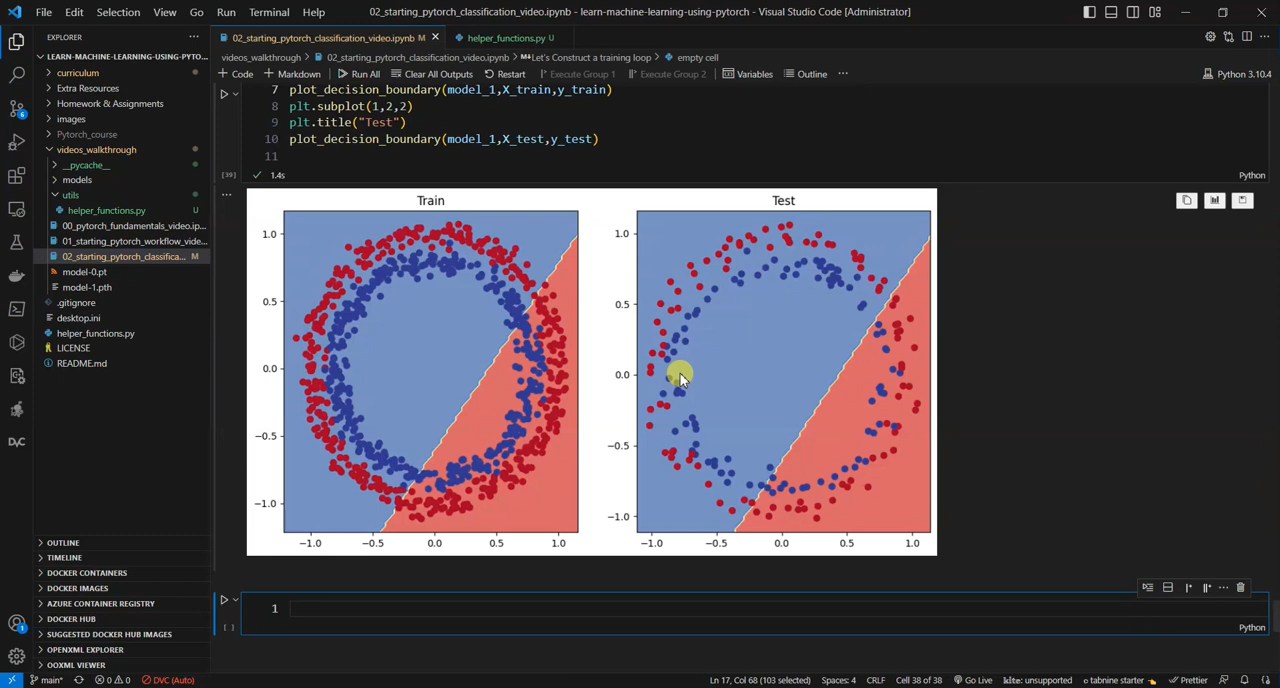 File Edit Selection View Go Run Terminal Help
02_starting_pytorch_classification_video.ipynb - learn-machine-learning-using-pytorch - Visual Studio Code [Administrator]
EXPLORER
LEARN-MACHINE-LEARNING-USING-PYTO...
curriculum
Extra Resources
Homework & Assignments
images
Pytorch_course
videos_walkthrough
__pycache__
models
utils
helper_functions.py U
00_pytorch_fundamentals_video.ip...
01_starting_pytorch_workflow_vide...
02_starting_pytorch_classifica... M
model-0.pt
model-1.pth
.gitignore
desktop.ini
helper_functions.py
LICENSE
README.md
OUTLINE
TIMELINE
DOCKER CONTAINERS
DOCKER IMAGES
AZURE CONTAINER REGISTRY
DOCKER HUB
SUGGESTED DOCKER HUB IMAGES
OPENXML EXPLORER
OOXML VIEWER
6
DVC
1
02_starting_pytorch_classification_video.ipynb M
helper_functions.py U
videos_walkthrough > 02_starting_pytorch_classification_video.ipynb > Let's Construct a training loop > empty cell
+ Code + Markdown Run All Clear All Outputs Restart Execute Group 1 Execute Group 2 Variables Outline ...
Python 3.10.4
7 plot_decision_boundary(model_1,X_train,y_train)
8 plt.subplot(1,2,2)
9 plt.title("Test")
10 plot_decision_boundary(model_1,X_test,y_test)
11
[39] 1.4s Python
Train
1.0
0.5
0.0
−0.5
−1.0
−1.0 −0.5 0.0 0.5 1.0
Test
1.0
0.5
0.0
−0.5
−1.0
−1.0 −0.5 0.0 0.5 1.0
1
[ ] Python
main* 0 0 DVC (Auto) Ln 17, Col 68 (103 selected) Spaces: 4 CRLF Cell 38 of 38 Go Live kite: unsupported tabnine starter Prettier